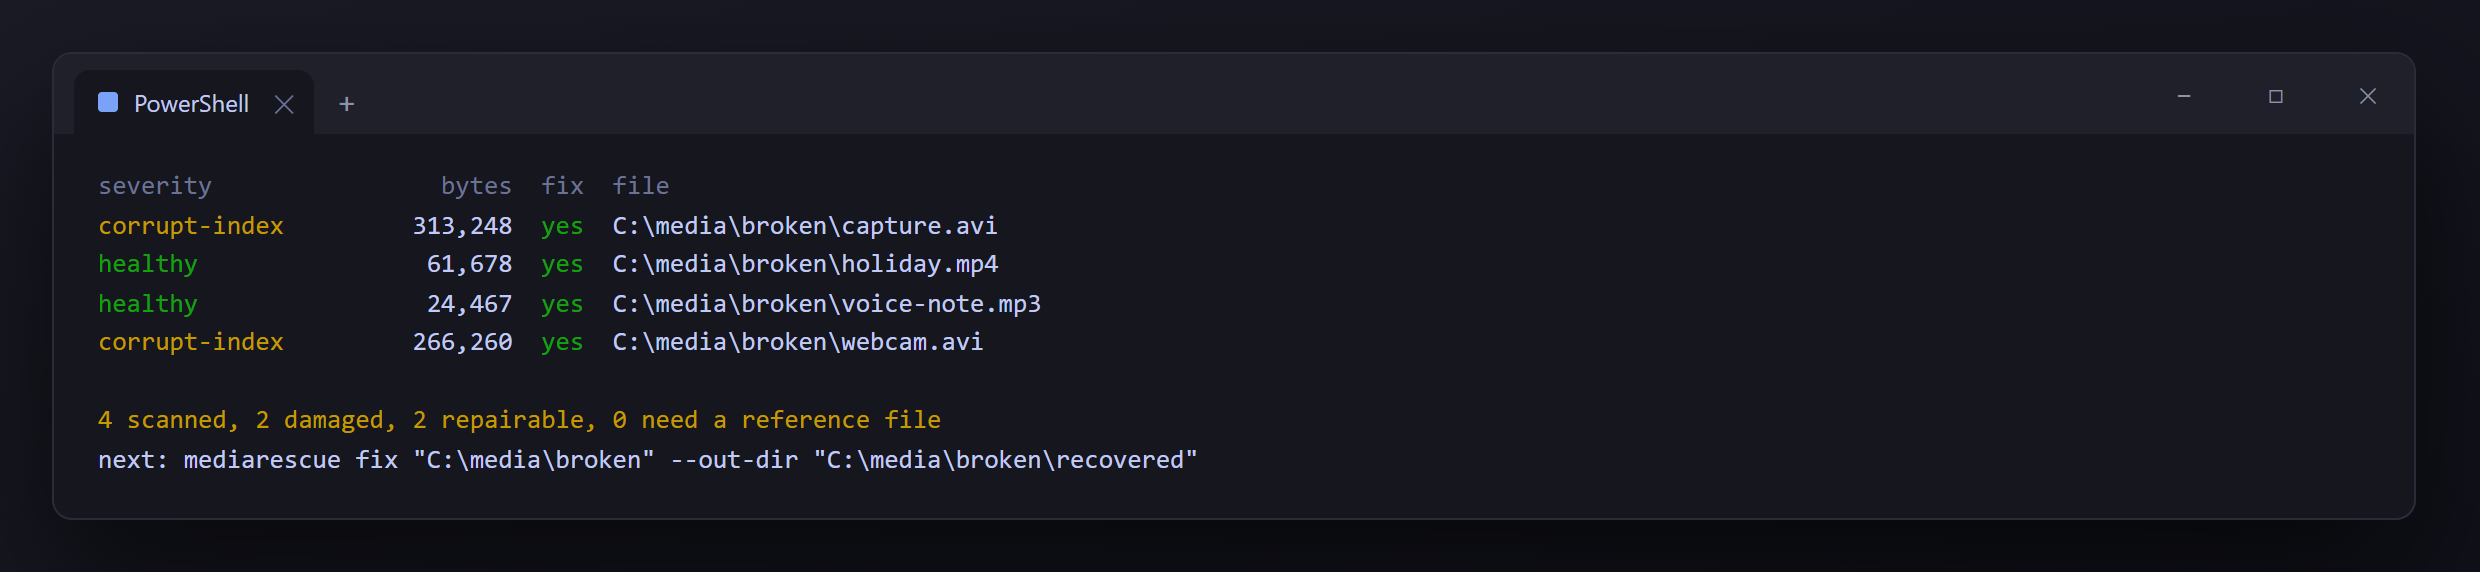 PowerShell
severity bytes fix file
corrupt-index 313,248 yes C:\media\broken\capture.avi
healthy 61,678 yes C:\media\broken\holiday.mp4
healthy 24,467 yes C:\media\broken\voice-note.mp3
corrupt-index 266,260 yes C:\media\broken\webcam.avi
4 scanned, 2 damaged, 2 repairable, 0 need a reference file
next: mediarescue fix "C:\media\broken" --out-dir "C:\media\broken\recovered"